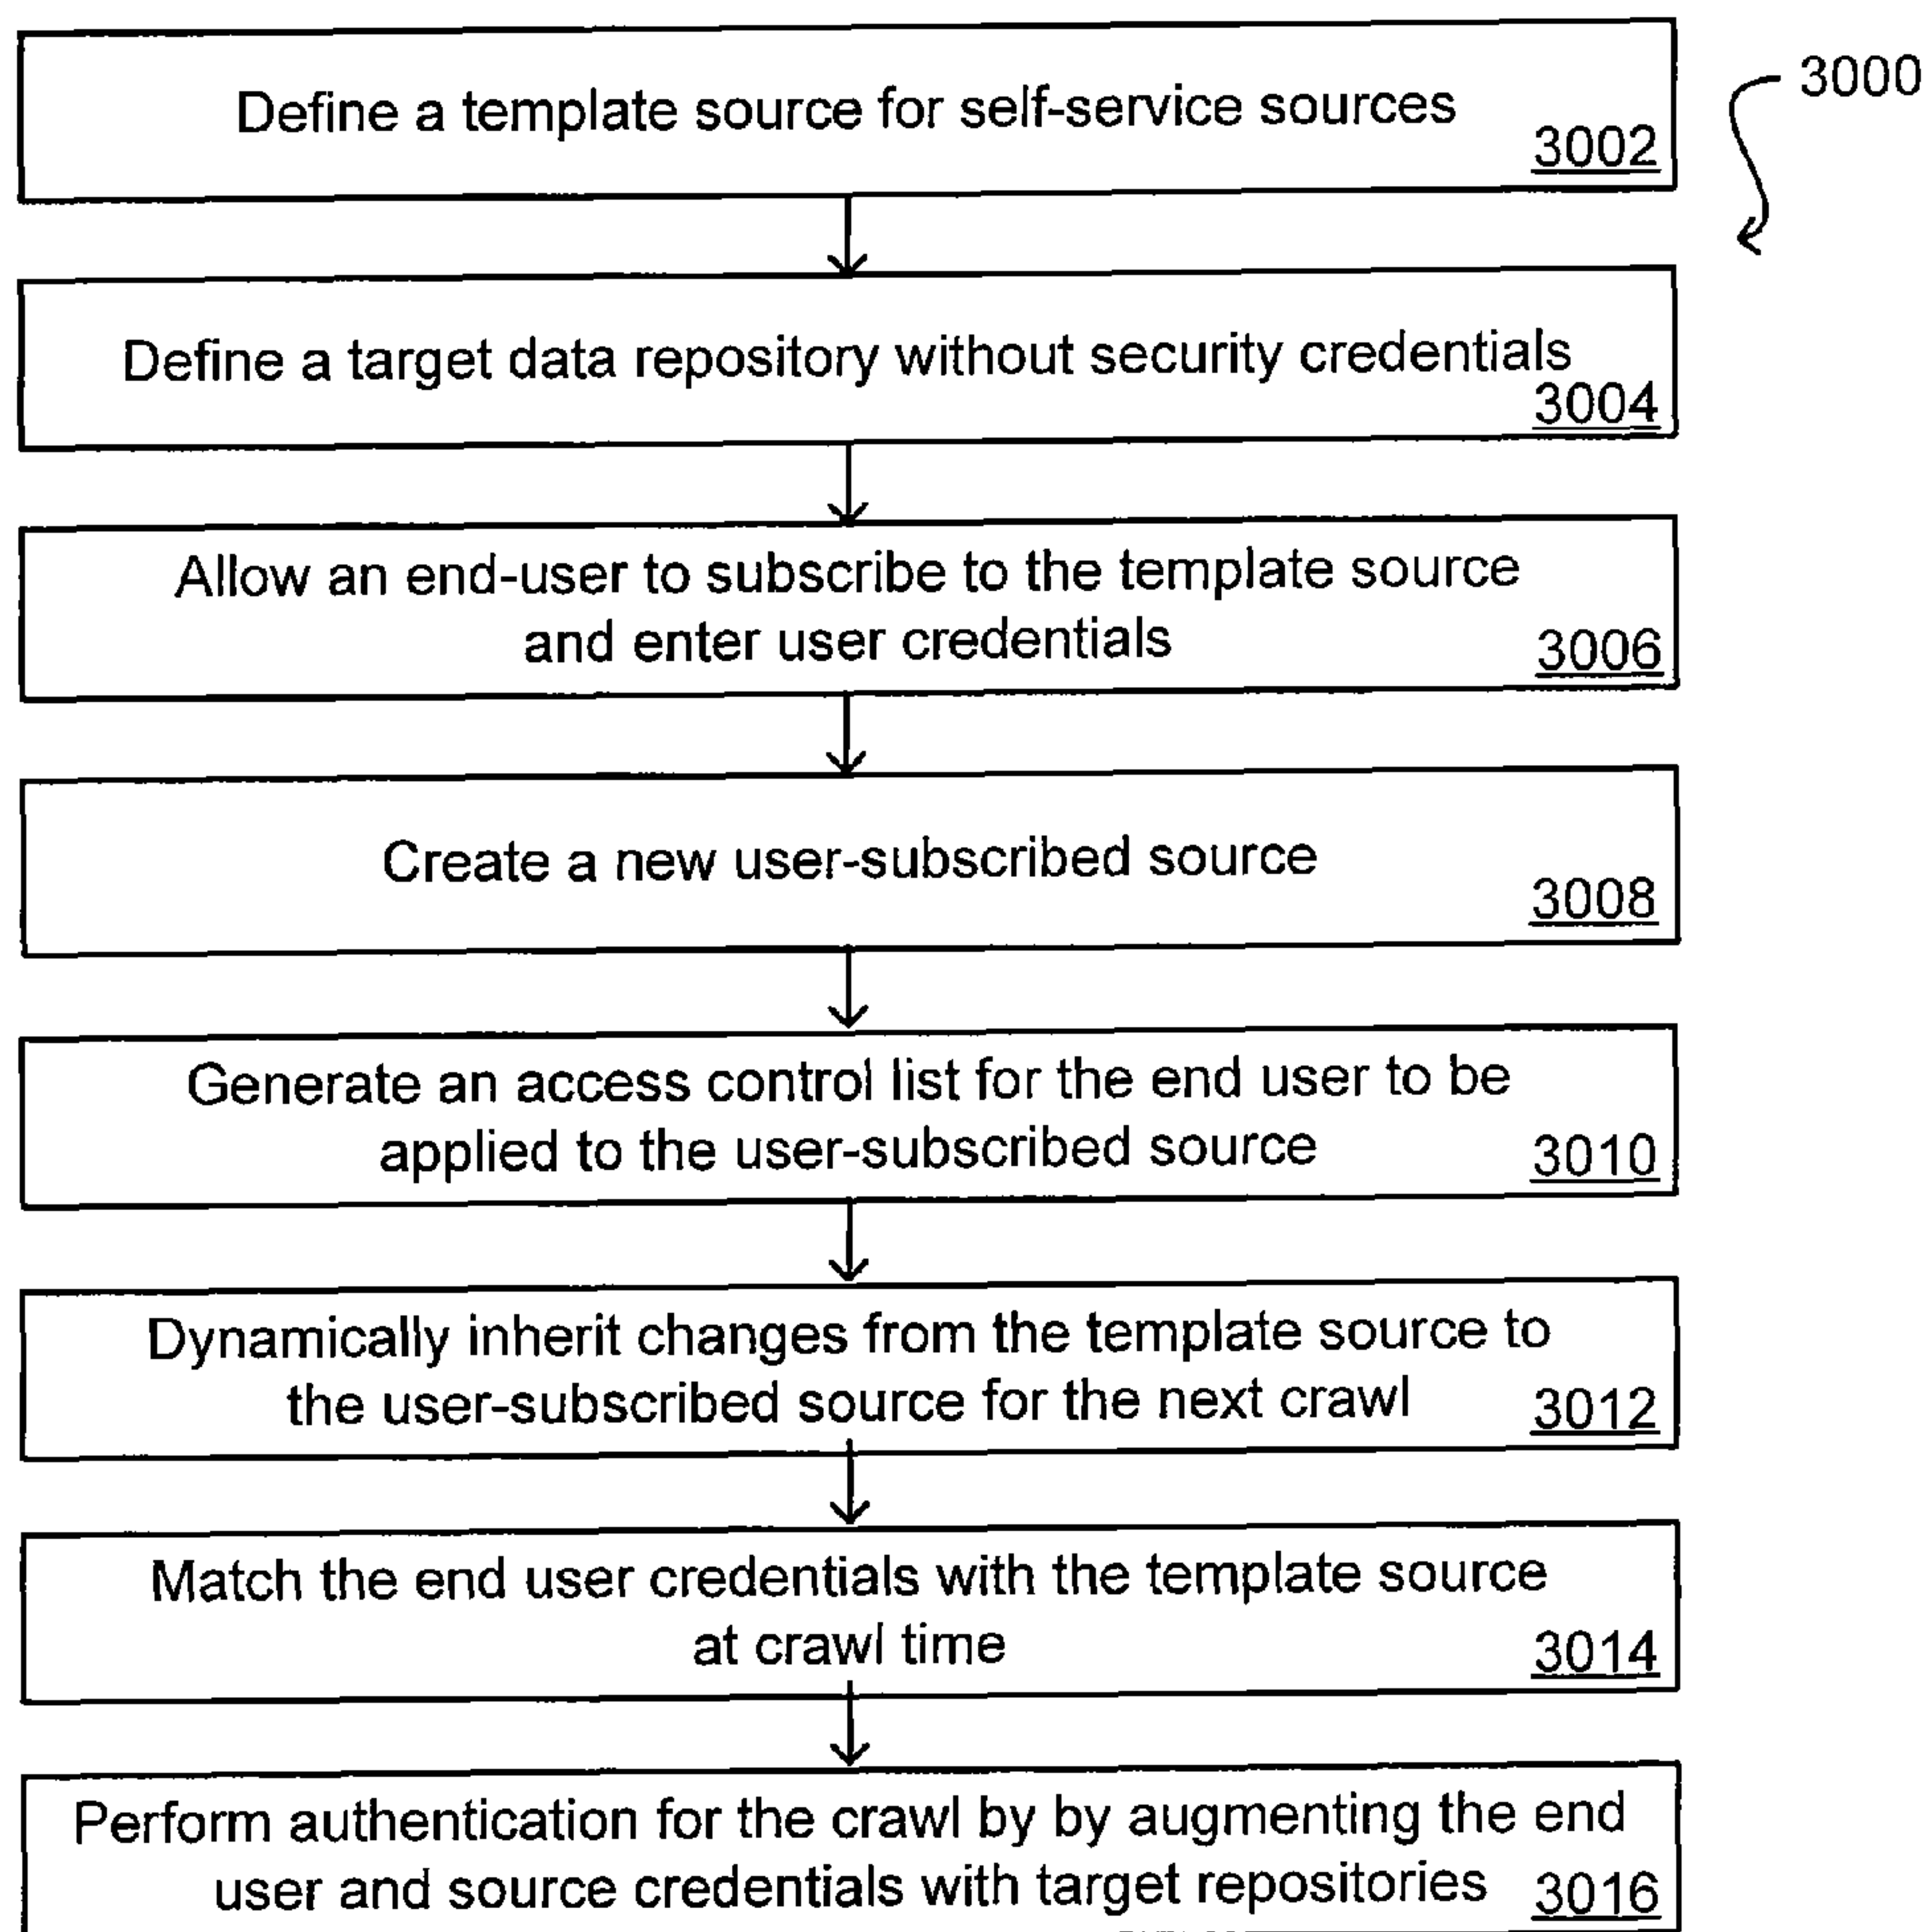 Define a template source for self-service sources
3002
3000
Define a target data repository without security credentials
3004
Allow an end-user to subscribe to the template source
and enter user credentials
3006
Create a new user-subscribed source
3008
Generate an access control list for the end user to be
applied to the user-subscribed source
3010
Dynamically inherit changes from the template source to
the user-subscribed source for the next crawl
3012
Match the end user credentials with the template source
at crawl time
3014
Perform authentication for the crawl by by augmenting the end
user and source credentials with target repositories
3016